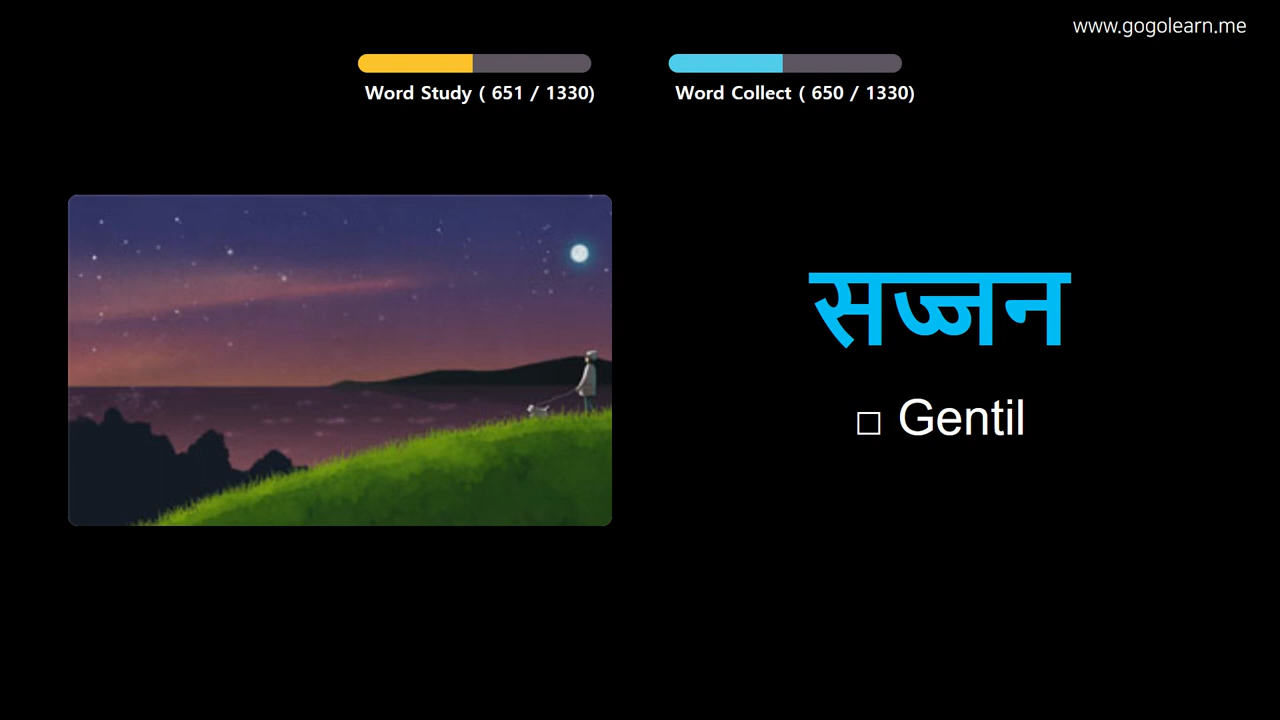 www.gogolearn.me
Word Study ( 651 / 1330)
Word Collect ( 650 / 1330)
सज्जन
□ Gentil